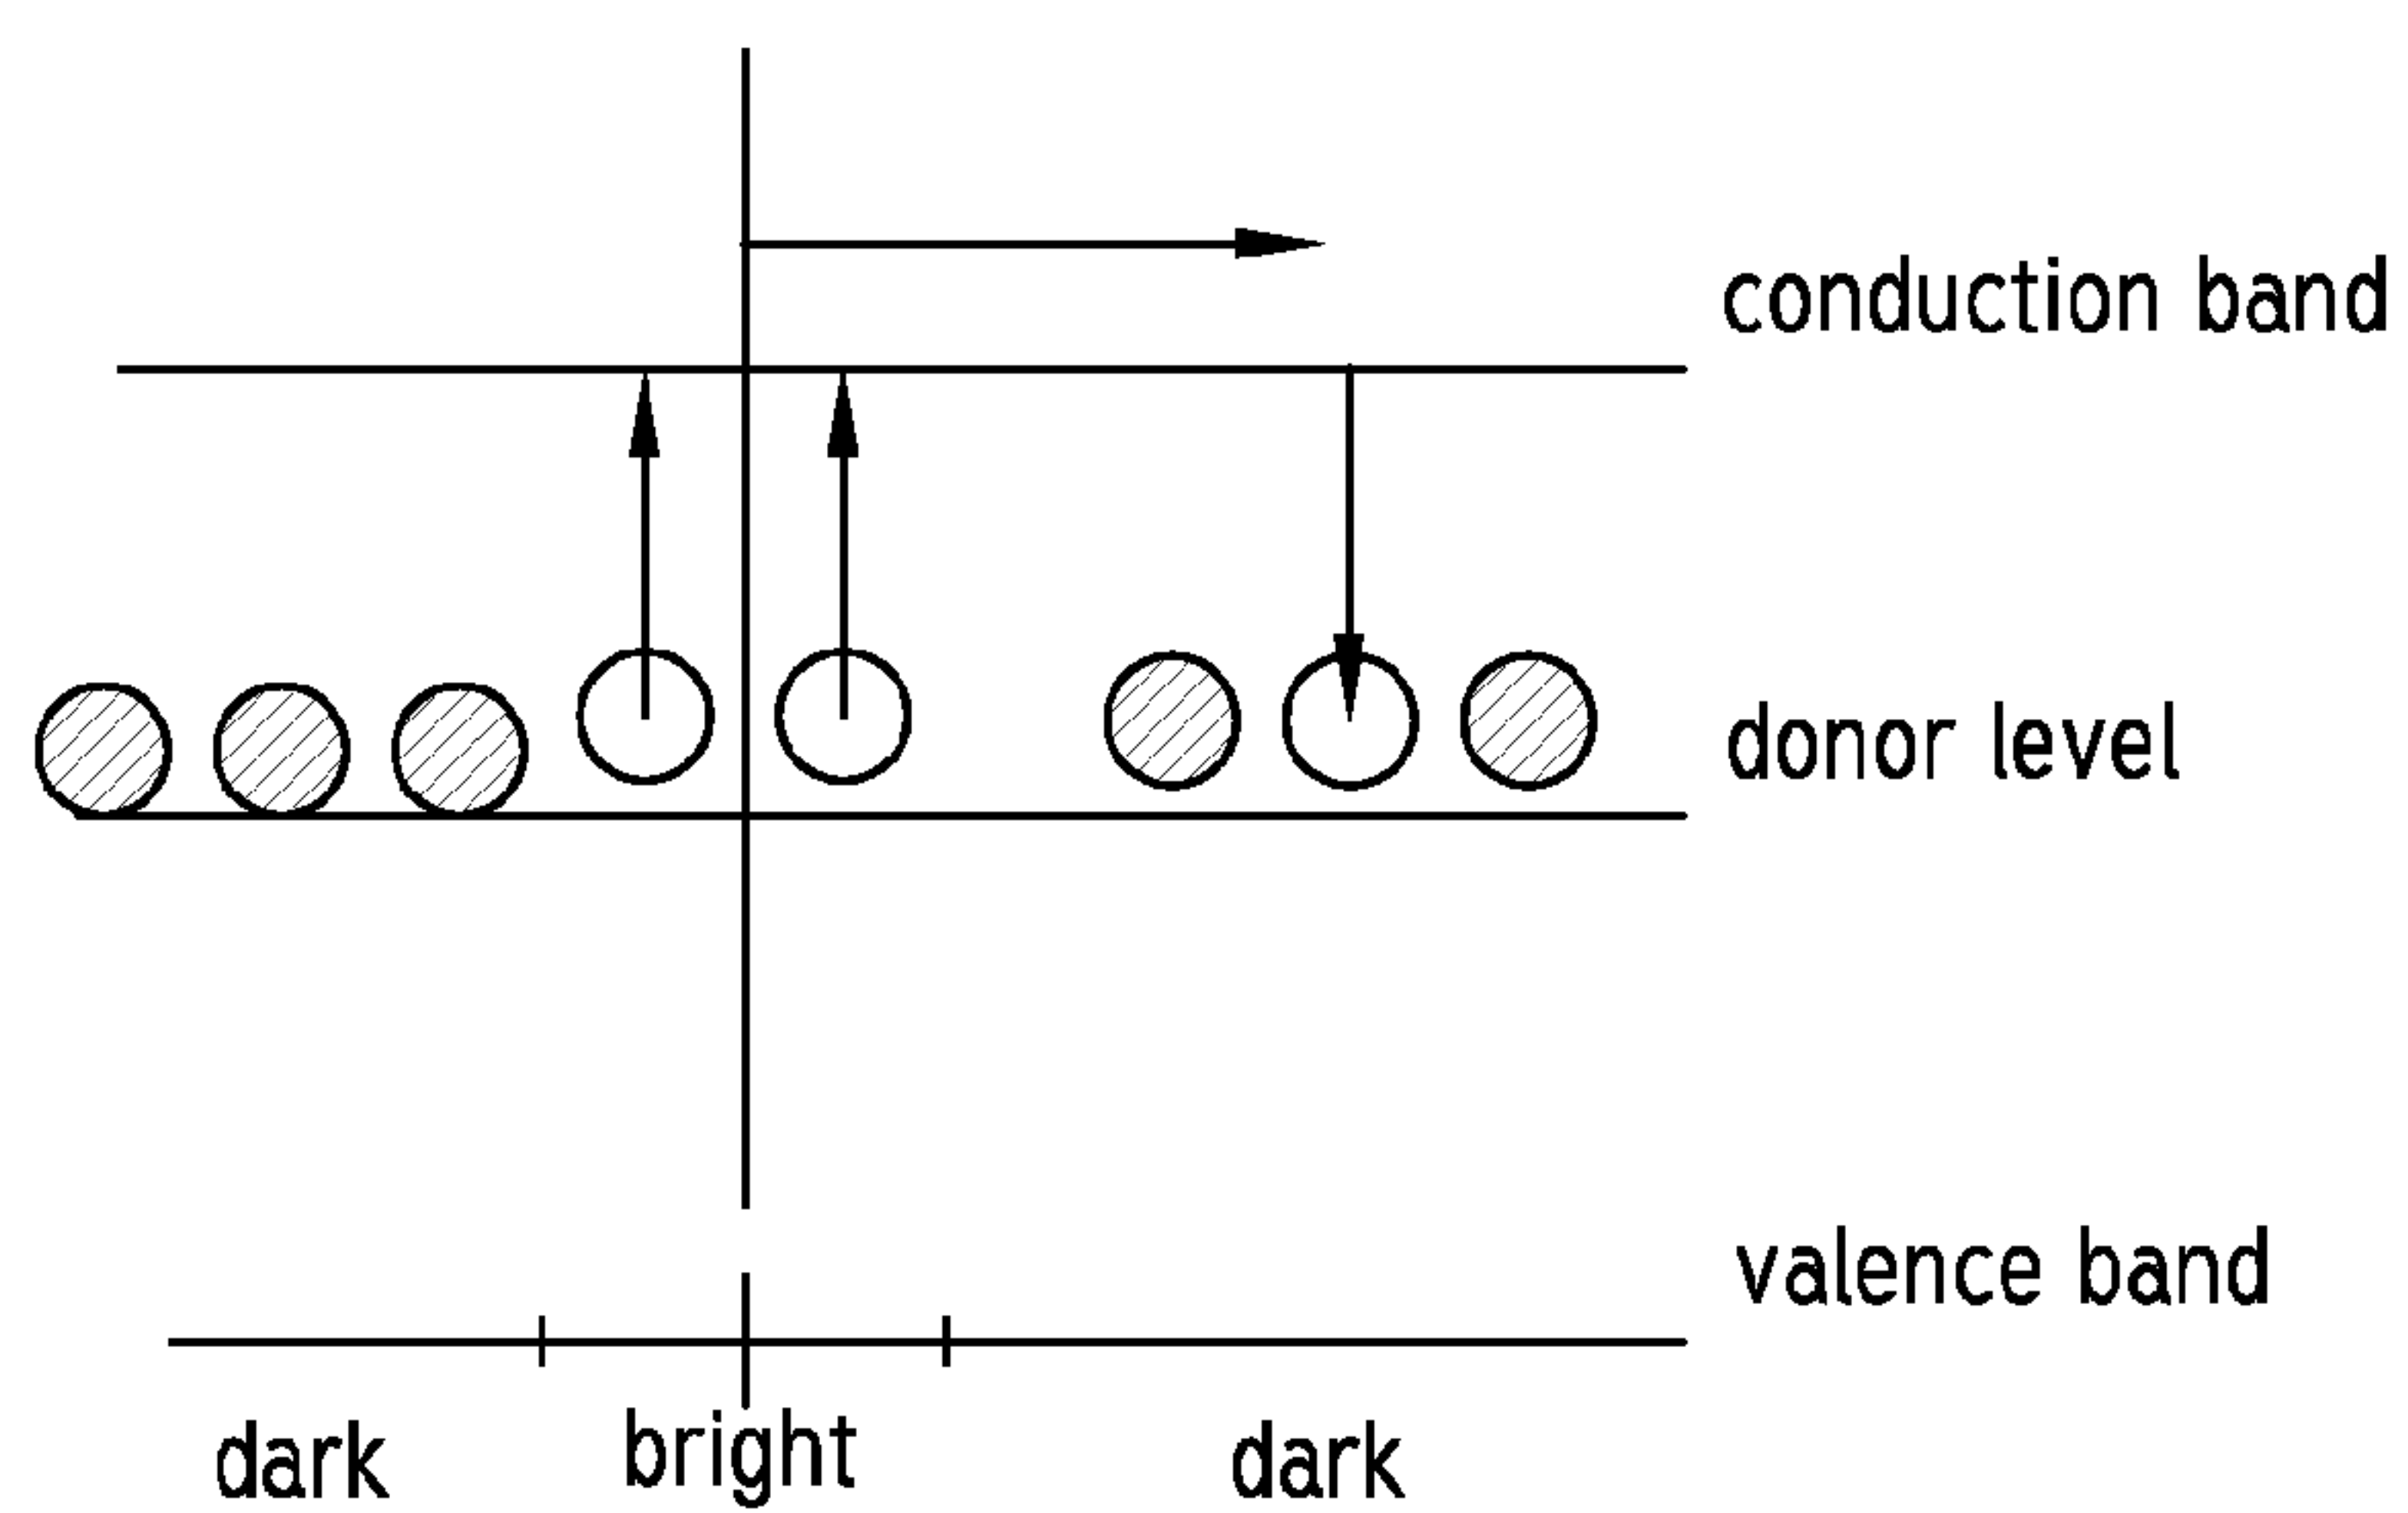 conduction band
donor level
valence band
dark
bright
dark